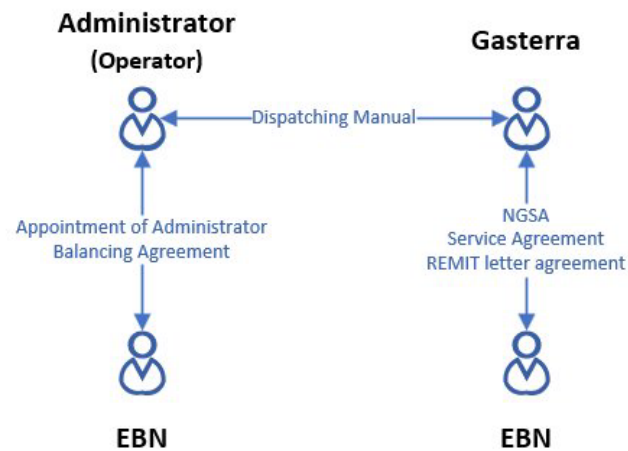 Administrator
(Operator)
Gasterra
Dispatching Manual
Appointment of Administrator
Balancing Agreement
NGSA
Service Agreement
REMIT letter agreement
EBN
EBN